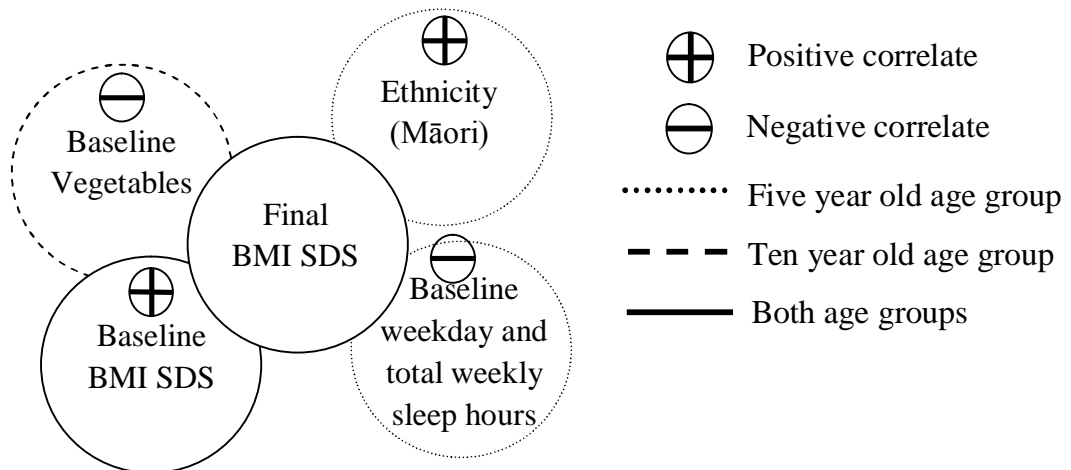 Ethnicity
(Māori)
Baseline
Vegetables
Final
BMI SDS
Baseline
BMI SDS
Baseline
weekday and
total weekly
sleep hours
Positive correlate
Negative correlate
Five year old age group
Ten year old age group
Both age groups